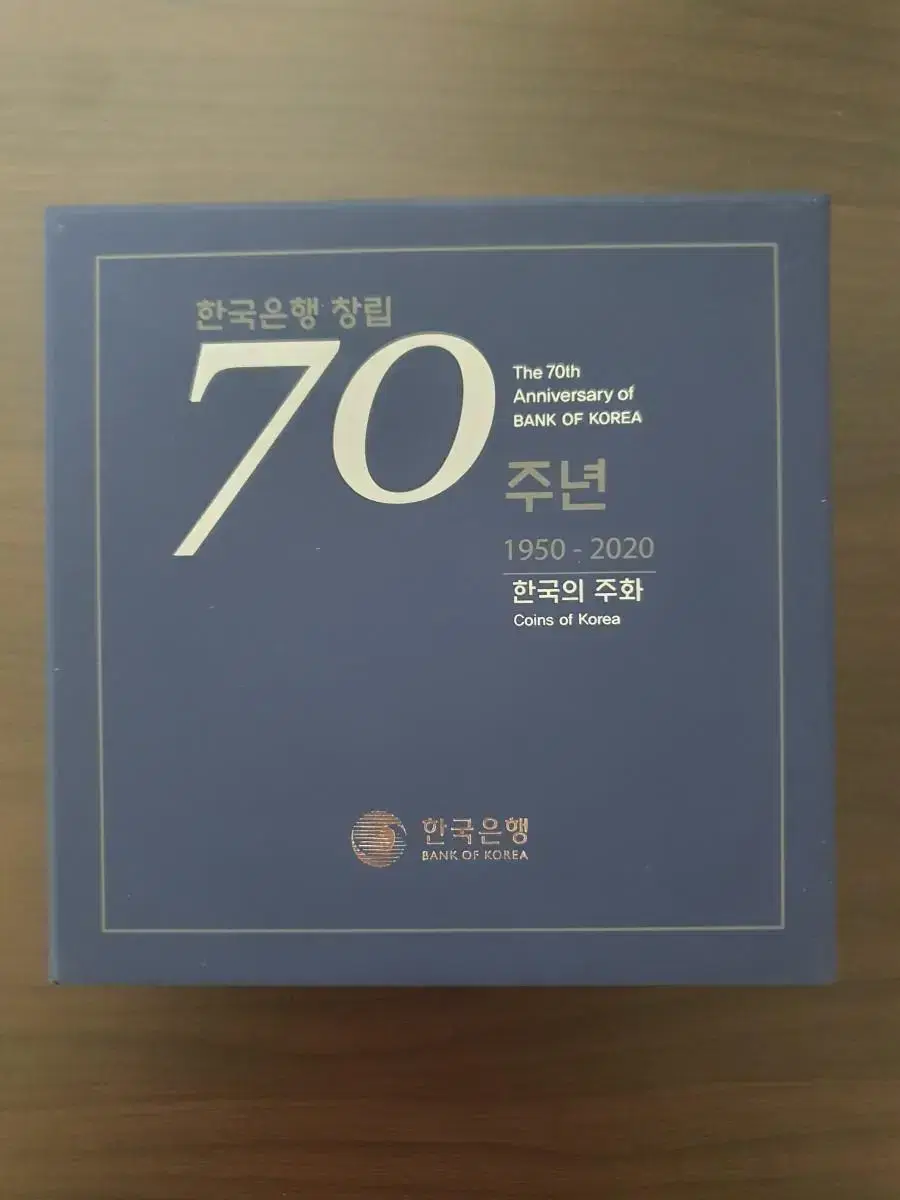 한국은행 창립
70
The 70th
Anniversary of
BANK OF KOREA
주년
1950 - 2020
한국의 주화
Coins of Korea
한국은행
BANK OF KOREA